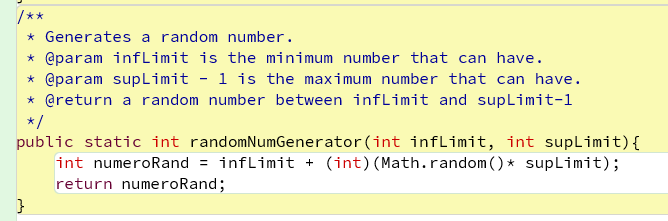 /**
 * Generates a random number.
 * @param infLimit is the minimum number that can have.
 * @param supLimit - 1 is the maximum number that can have.
 * @return a random number between infLimit and supLimit-1
 */
public static int randomNumGenerator(int infLimit, int supLimit){
    int numeroRand = infLimit + (int)(Math.random()* supLimit);
    return numeroRand;
}